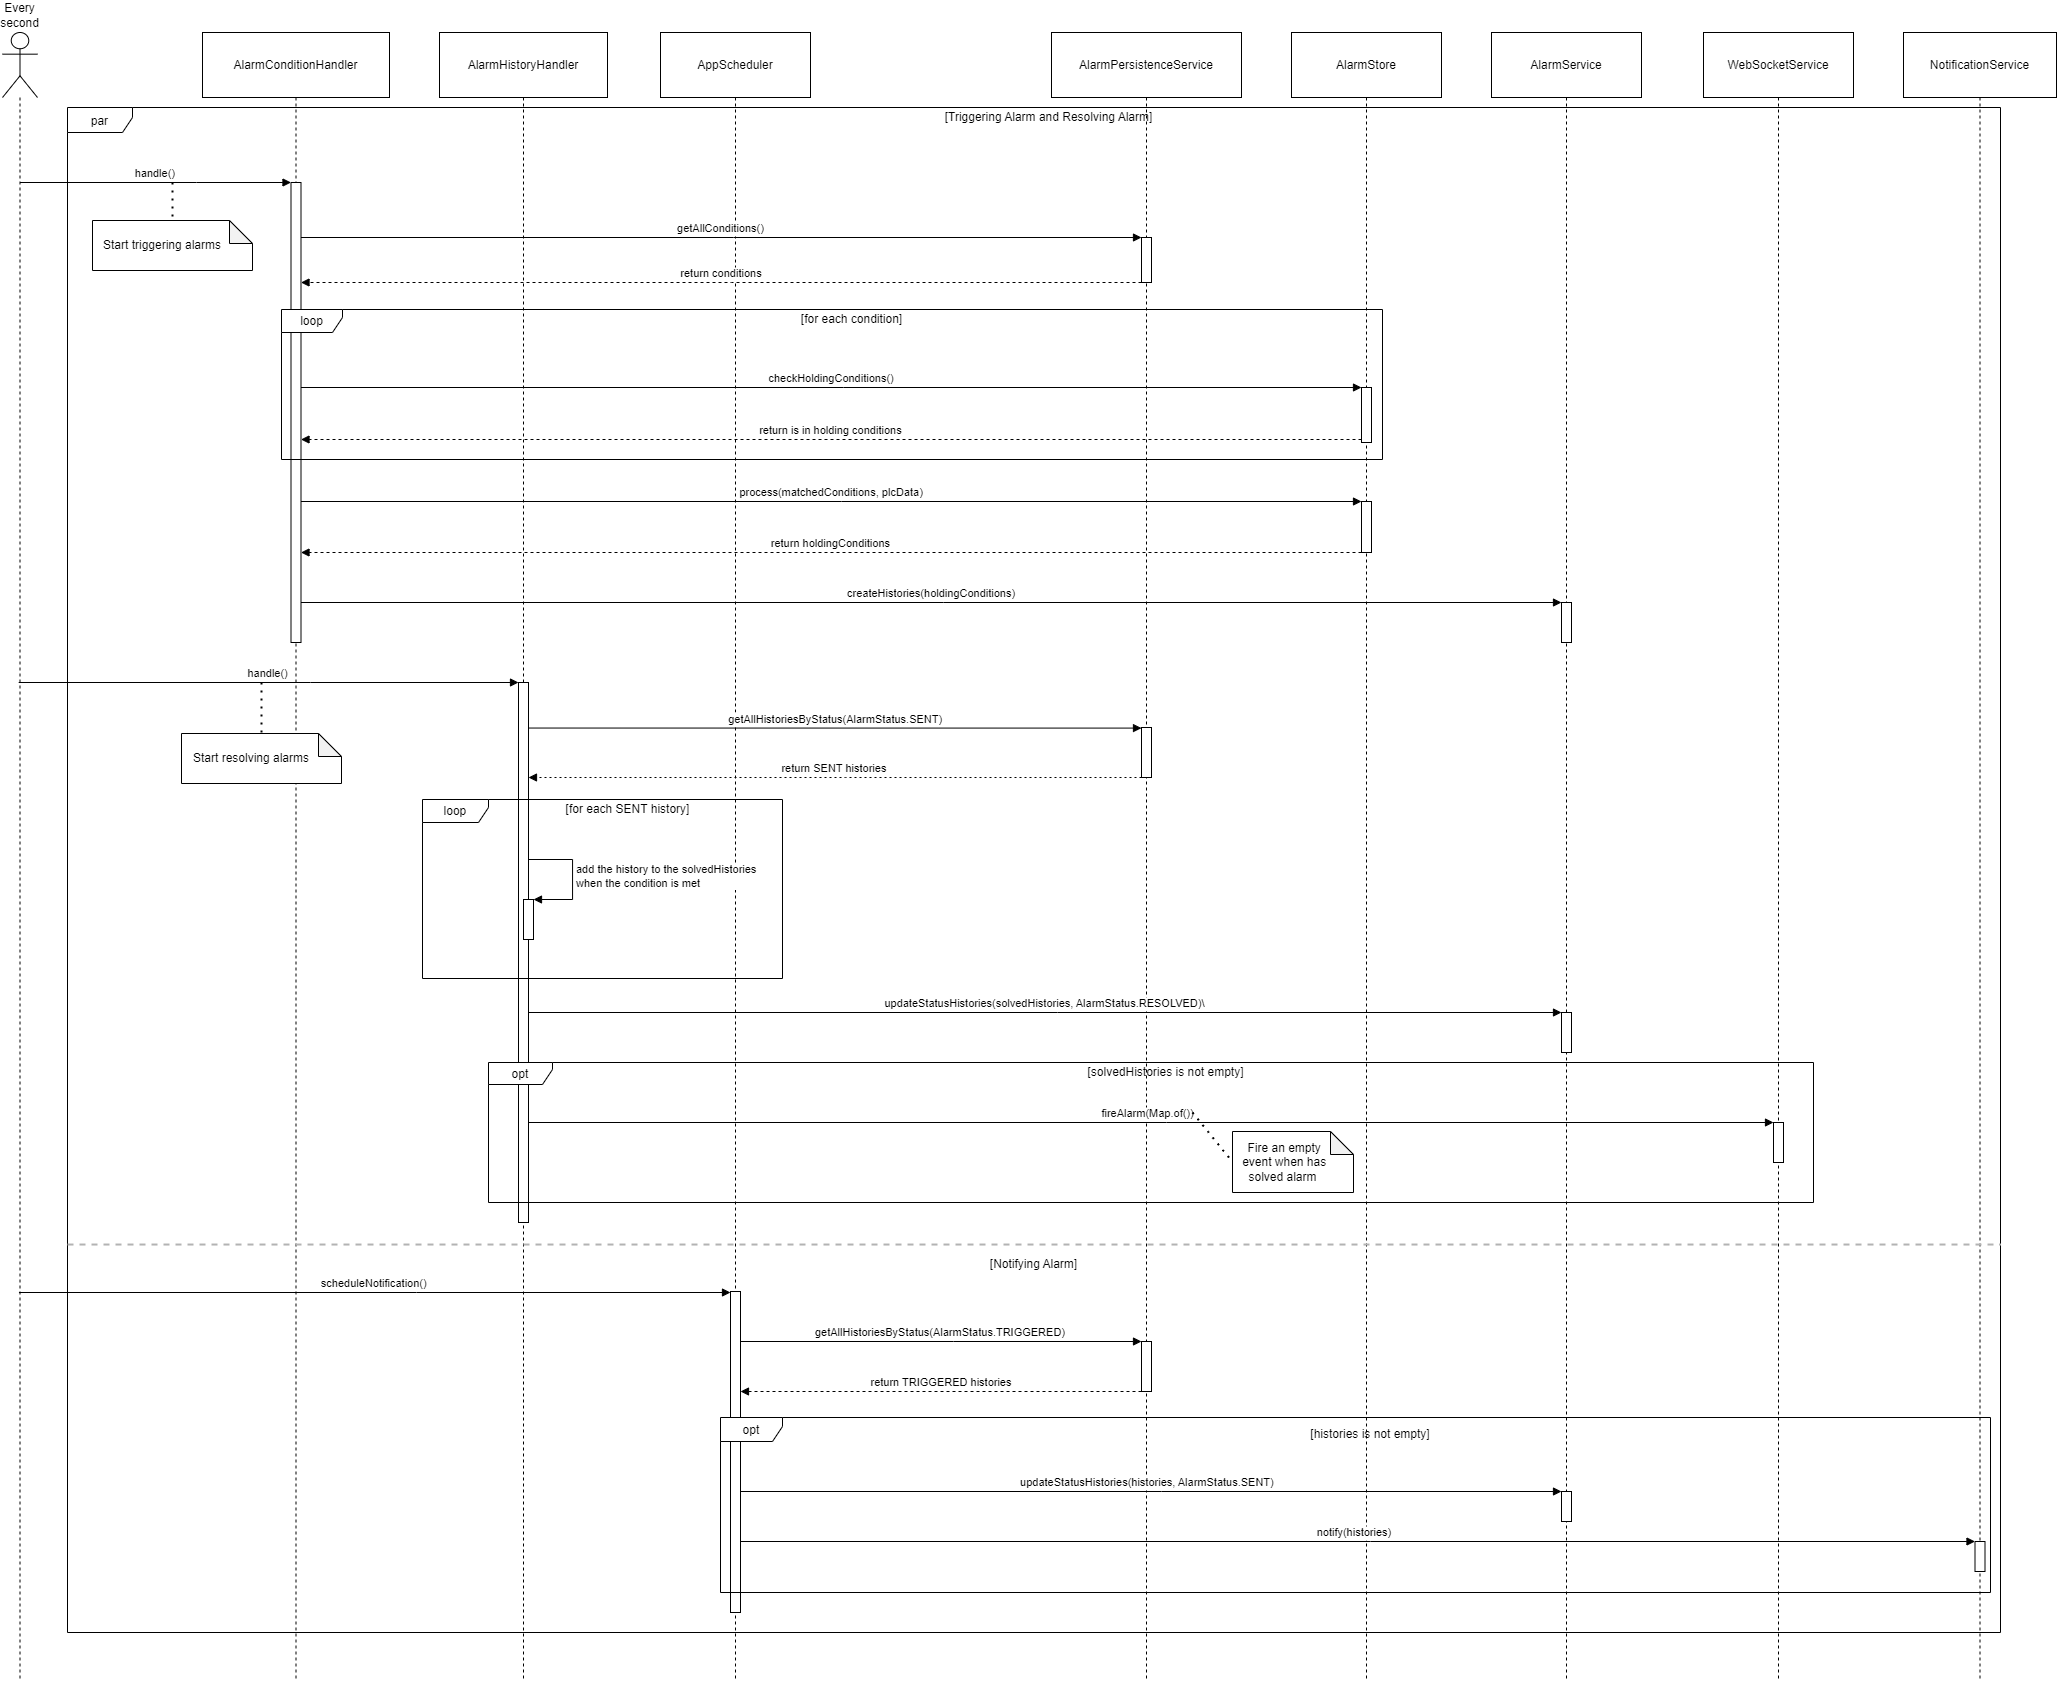 Every
second
AlarmConditionHandler
AlarmHistoryHandler
AppScheduler
AlarmPersistenceService
AlarmStore
AlarmService
WebSocketService
NotificationService
par
[Triggering Alarm and Resolving Alarm]
handle()
Start triggering alarms
getAllConditions()
return conditions
loop
[for each condition]
checkHoldingConditions()
return is in holding conditions
process(matchedConditions, plcData)
return holdingConditions
createHistories(holdingConditions)
handle()
getAllHistoriesByStatus(AlarmStatus.SENT)
Start resolving alarms
return SENT histories
loop
[for each SENT history]
add the history to the solvedHistories
when the condition is met
updateStatusHistories(solvedHistories, AlarmStatus.RESOLVED)\
opt
[solvedHistories is not empty]
fireAlarm(Map.of())
Fire an empty
event when has
solved alarm
[Notifying Alarm]
scheduleNotification()
getAllHistoriesByStatus(AlarmStatus.TRIGGERED)
return TRIGGERED histories
opt
[histories is not empty]
updateStatusHistories(histories, AlarmStatus.SENT)
notify(histories)